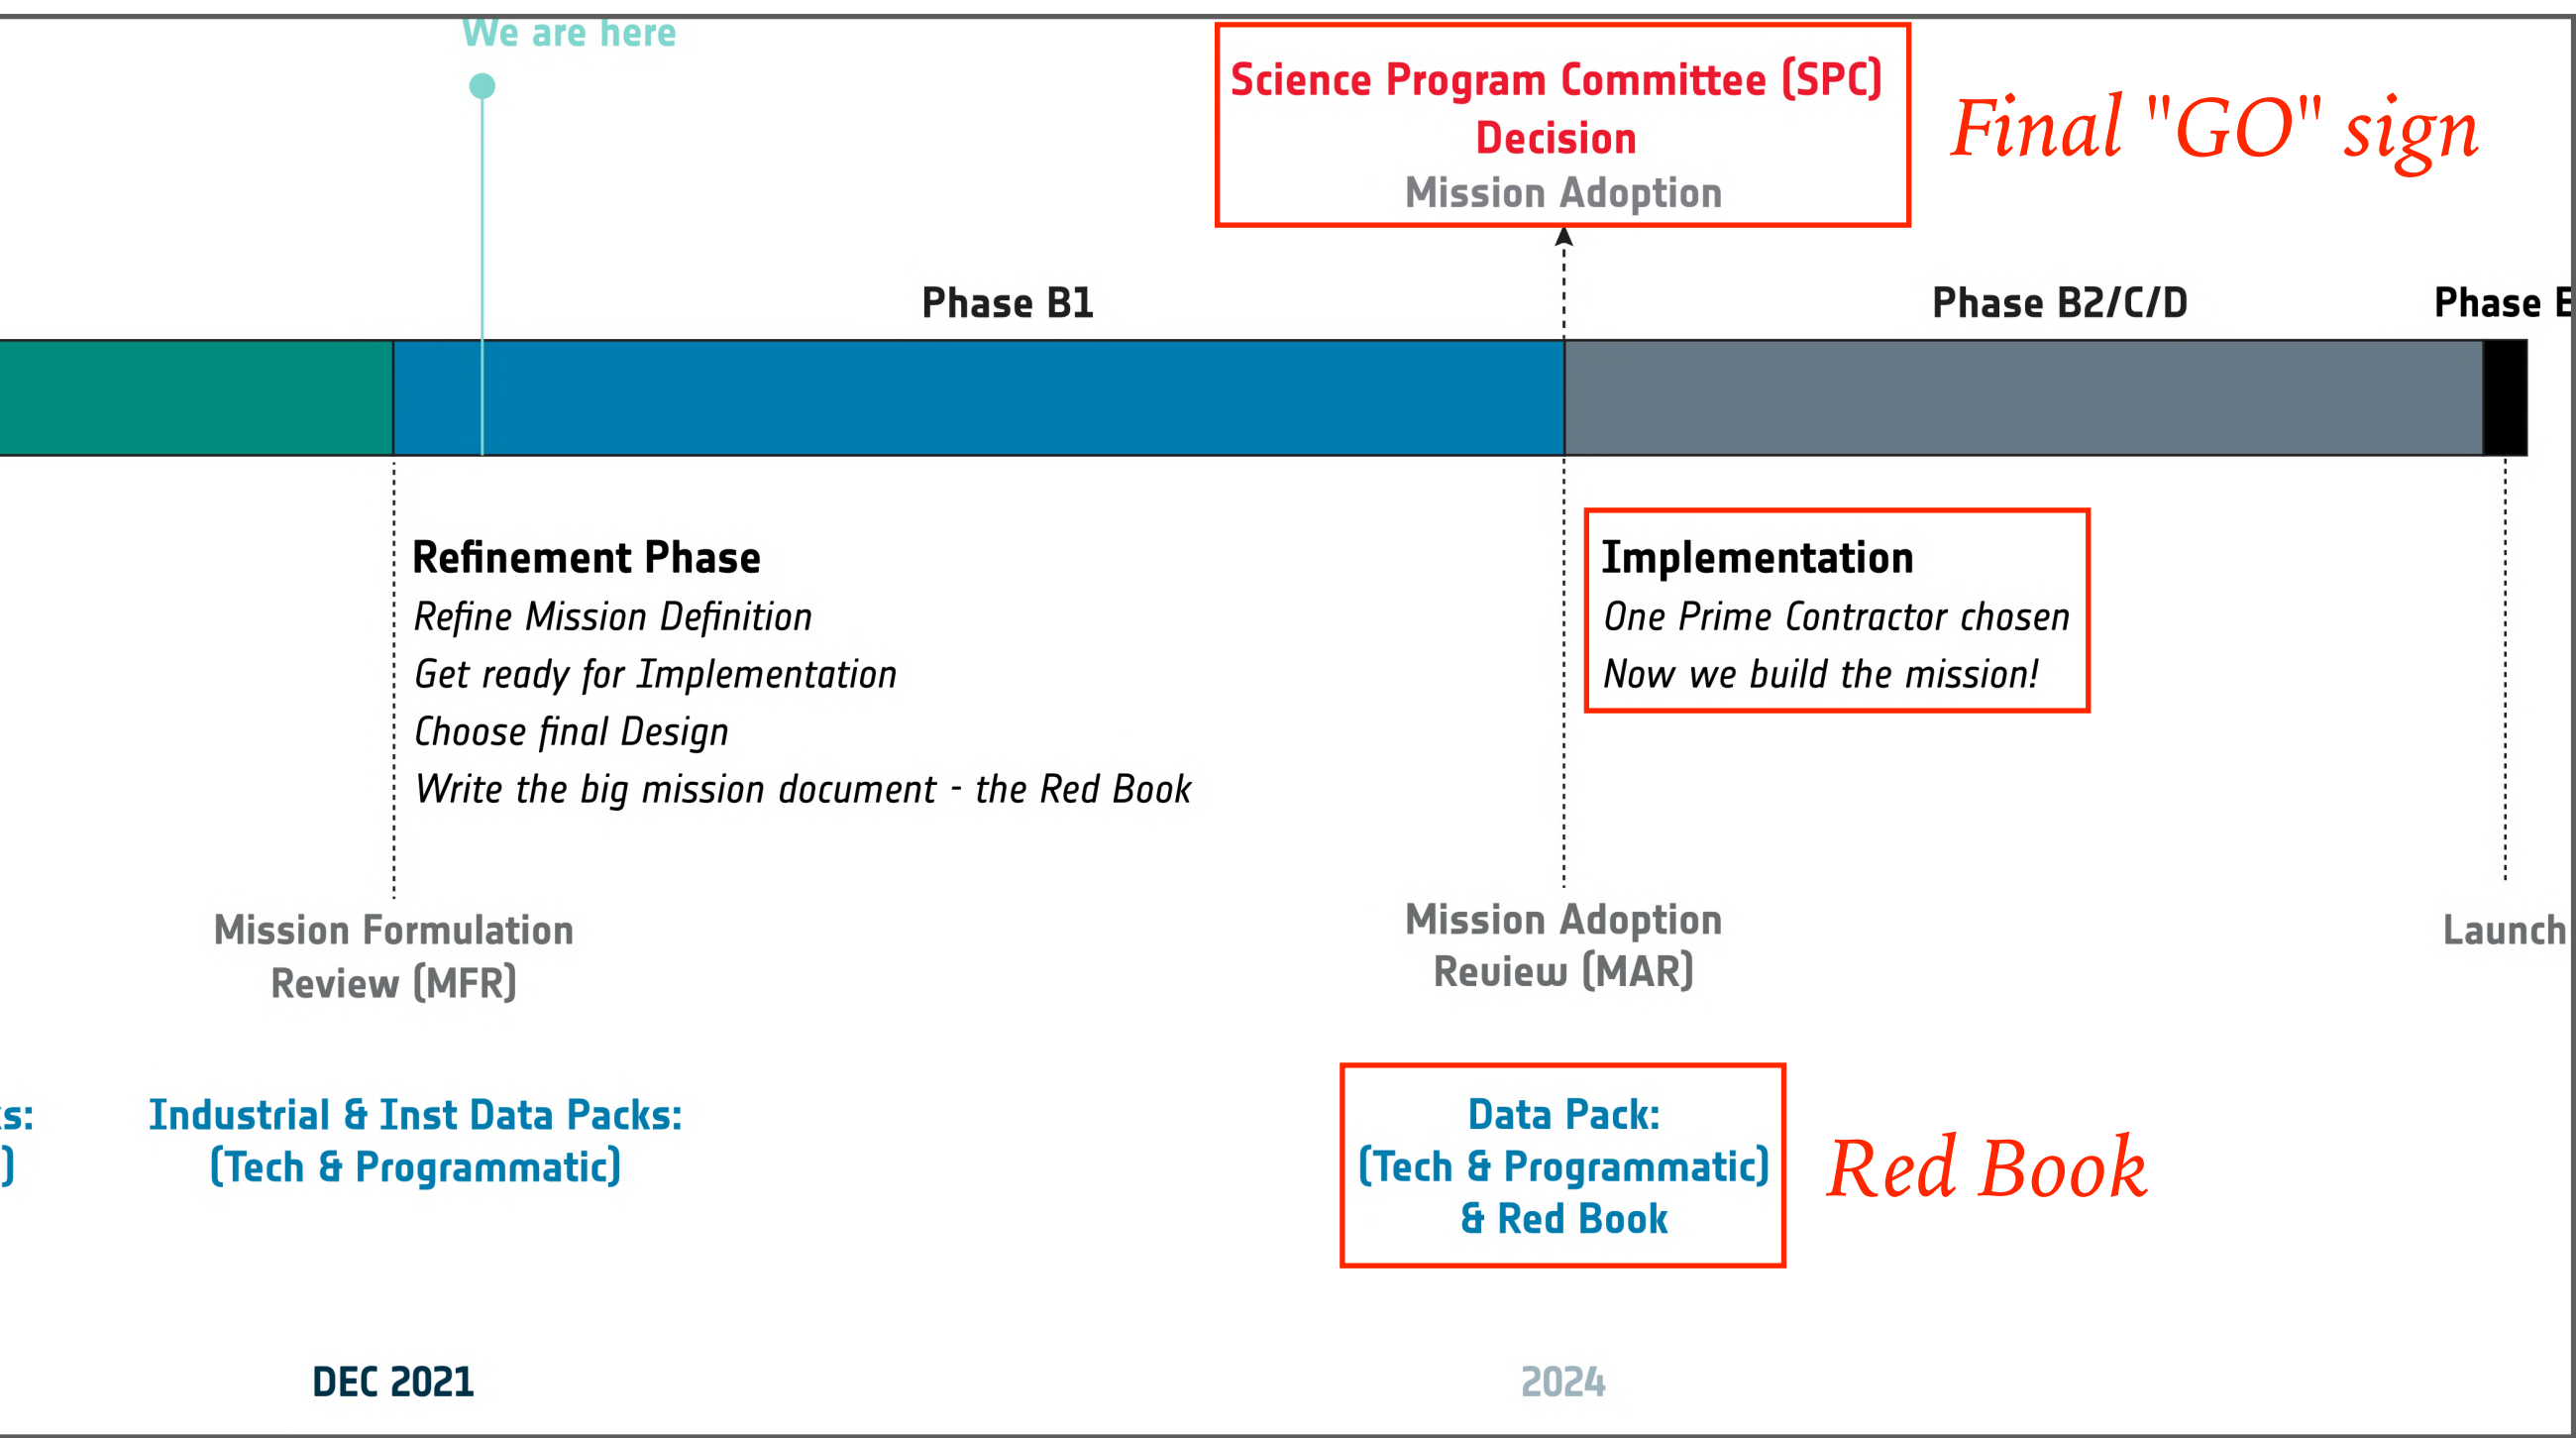 We are here
Science Program Committee (SPC)
Decision
Mission Adoption
Final "GO" sign
Phase B1
Phase B2/C/D
Phase E
Refinement Phase
Refine Mission Definition
Get ready for Implementation
Choose final Design
Write the big mission document - the Red Book
Implementation
One Prime Contractor chosen
Now we build the mission!
Mission Formulation
Review (MFR)
Mission Adoption
Review (MAR)
Launch
s:
)
Industrial & Inst Data Packs:
(Tech & Programmatic)
Data Pack:
(Tech & Programmatic)
& Red Book
Red Book
DEC 2021
2024